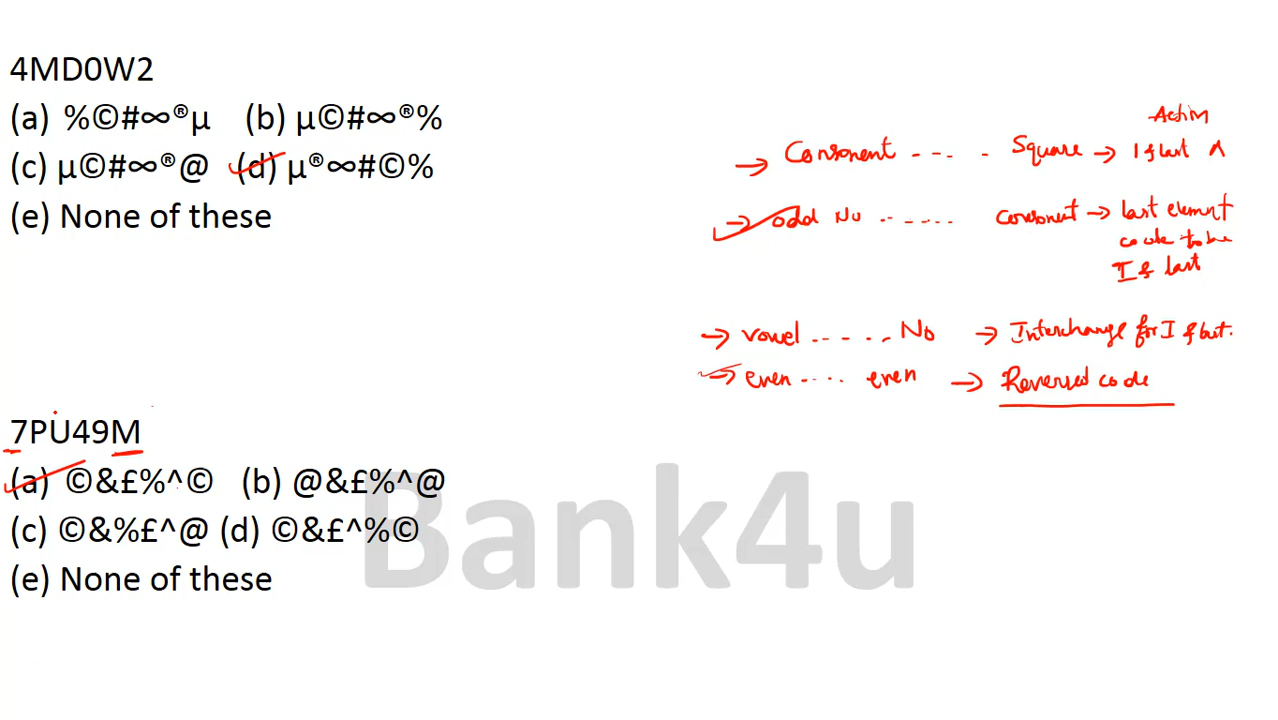 4MD0W2
(a) %©#∞®µ (b) µ©#∞®%
(c) µ©#∞®@ (d) µ®∞#©%
(e) None of these
Action
→ Consonent - - - . Square → I & last Δ
→ odd No - - - - - consonent → last element
code to be
I & last
→ vowel - - - - - No → Interchange for I & last.
→ even - - - - even → Reversed code
7PU49M
(a) ©&£%^© (b) @&£%^@
(c) ©&%£^@ (d) ©&£^%©
(e) None of these
Bank4u